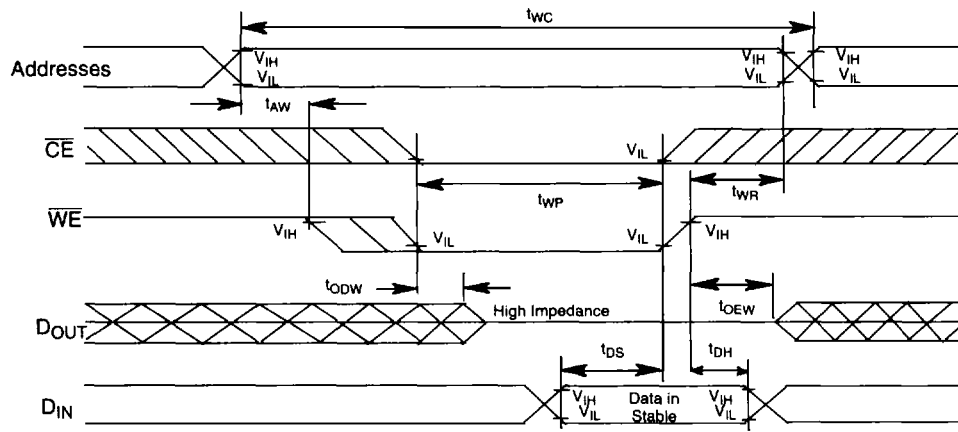 tWC
Addresses
VIH
VIL
VIH
VIL
VIH
VIL
tAW
CE
VIL
tWP
tWR
WE
VIH
VIL
VIL
VIH
tODW
DOUT
High Impedance
tOEW
tDS
tDH
DIN
VIH
VIL
Data in
Stable
VIH
VIL